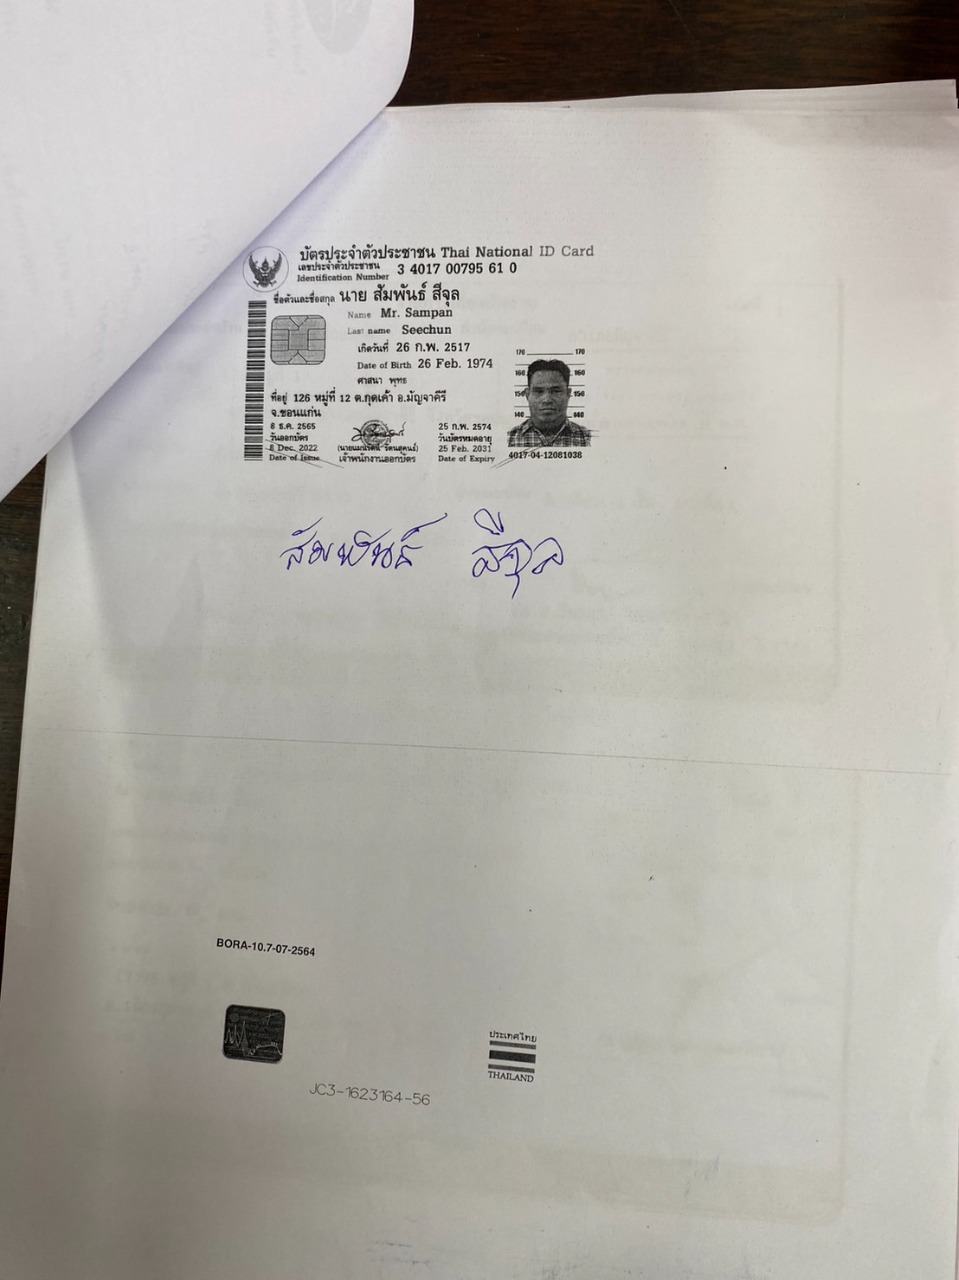 บัตรประจำตัวประชาชน Thai National ID Card
เลขประจำตัวประชาชน
Identification Number 3 4017 00795 61 0
ชื่อตัวและชื่อสกุล นาย สัมพันธ์ สีจุล
Name Mr. Sampan
Last name Seechun
เกิดวันที่ 26 ก.พ. 2517
Date of Birth 26 Feb. 1974
ศาสนา พุทธ
ที่อยู่ 126 หมู่ที่ 12 ต.กุดเค้า อ.มัญจาคีรี
จ.ขอนแก่น
8 ธ.ค. 2565
วันออกบัตร
8 Dec. 2022
Date of Issue
เจ้าพนักงานออกบัตร
25 ก.พ. 2574
วันบัตรหมดอายุ
25 Feb. 2031
Date of Expiry
170 170
160 160
150 150
140 140
4017-04-12081038
สัมพันธ์ สีจุล
BORA-10.7-07-2564
ประเทศไทย
THAILAND
JC3-1623164-56